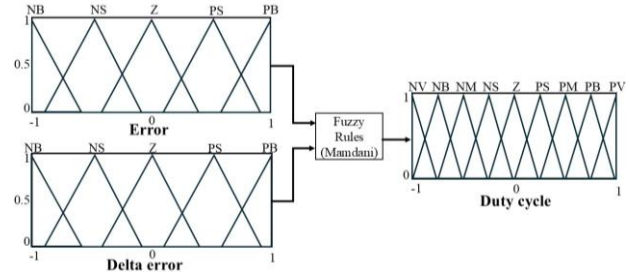 NB NS Z PS PB
1
0.5
0
-1 0 1
Error
NB NS Z PS PB
1
0.5
0
-1 0 1
Delta error
Fuzzy
Rules
(Mamdani)
NV NB NM NS Z PS PM PB PV
1
0
-1 0 1
Duty cycle